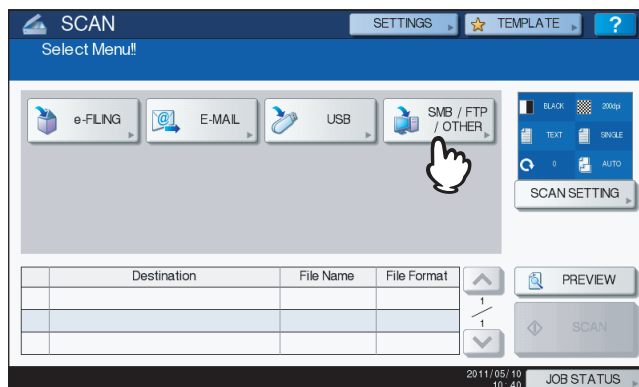 SCAN
SETTINGS
TEMPLATE
?
Select Menu!!
e-FILING
E-MAIL
USB
SMB / FTP
/ OTHER
BLACK
200dpi
TEXT
SINGLE
0
AUTO
SCAN SETTING
Destination
File Name
File Format
1
1
PREVIEW
SCAN
2011/05/10
10:40
JOB STATUS